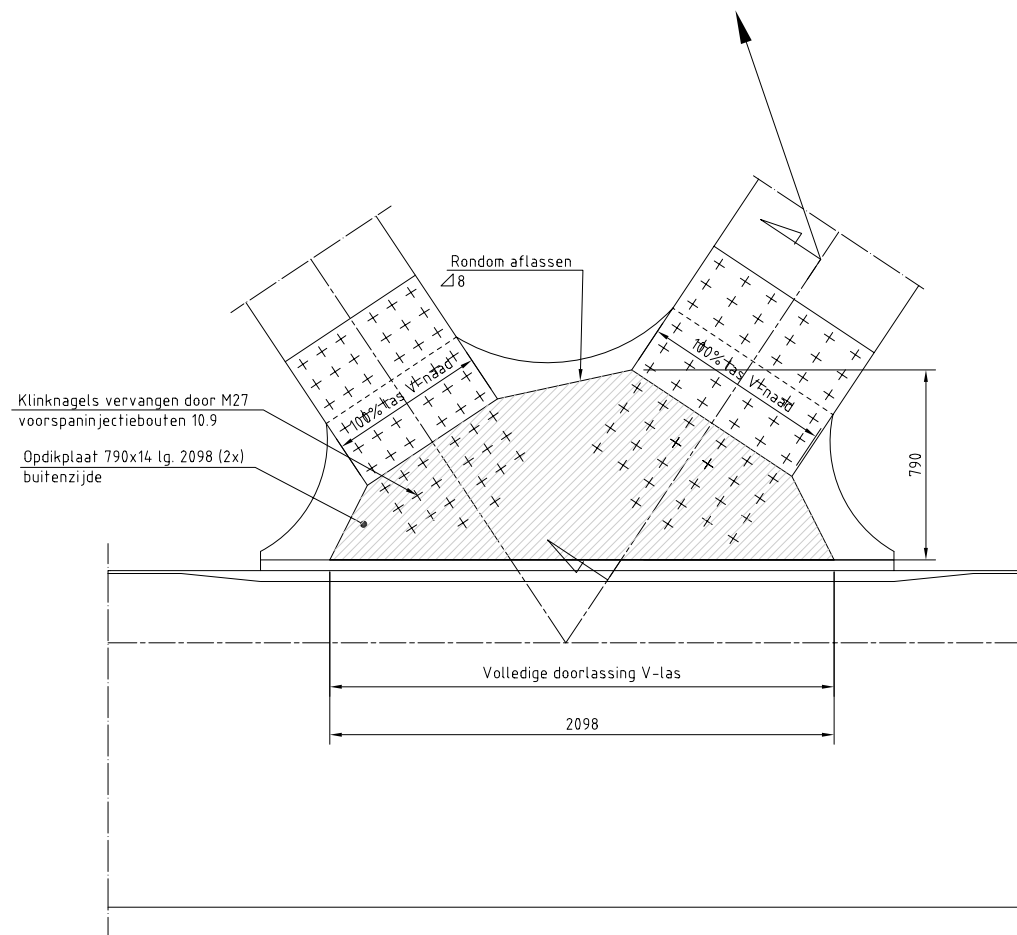 Rondom aflassen
8
100% las V-naad
100% las V-naad
Klinknagels vervangen door M27
voorspaninjectiebouten 10.9
Opdikplaat 790x14 lg. 2098 (2x)
buitenzijde
790
Volledige doorlassing V-las
2098